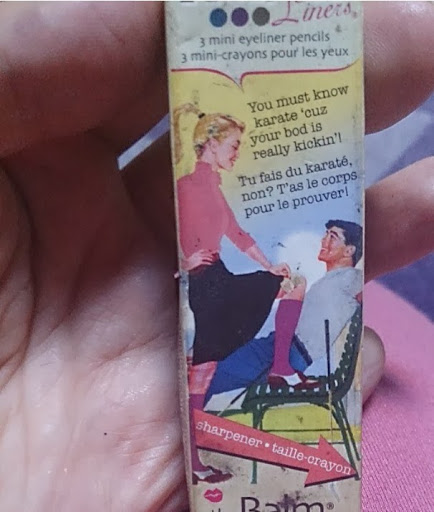 Liners®
3 mini eyeliner pencils
3 mini-crayons pour les yeux
You must know
karate 'cuz
your bod is
really kickin'!
Tu fais du karaté,
non? T'as le corps
pour le prouver!
sharpener • taille-crayon
Balm®